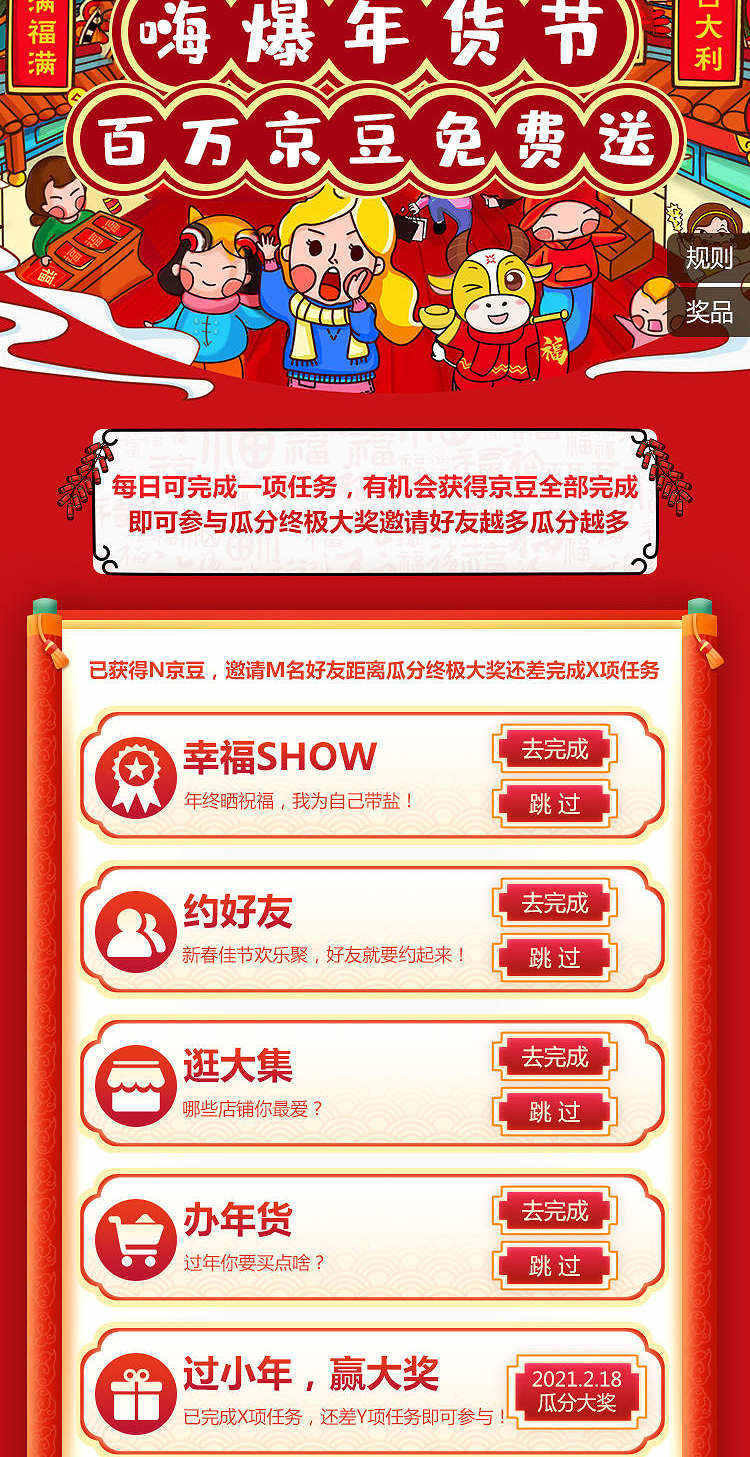 满福满
吉大利
嗨爆年货节
百万京豆免费送
规则
奖品
福
福
每日可完成一项任务，有机会获得京豆全部完成
即可参与瓜分终极大奖邀请好友越多瓜分越多
已获得N京豆，邀请M名好友距离瓜分终极大奖还差完成X项任务
幸福SHOW
年终晒祝福，我为自己带盐！
去完成
跳过
约好友
新春佳节欢乐聚，好友就要约起来！
去完成
跳过
逛大集
哪些店铺你最爱？
去完成
跳过
办年货
过年你要买点啥？
去完成
跳过
过小年，赢大奖
已完成X项任务，还差Y项任务即可参与！
2021.2.18
瓜分大奖